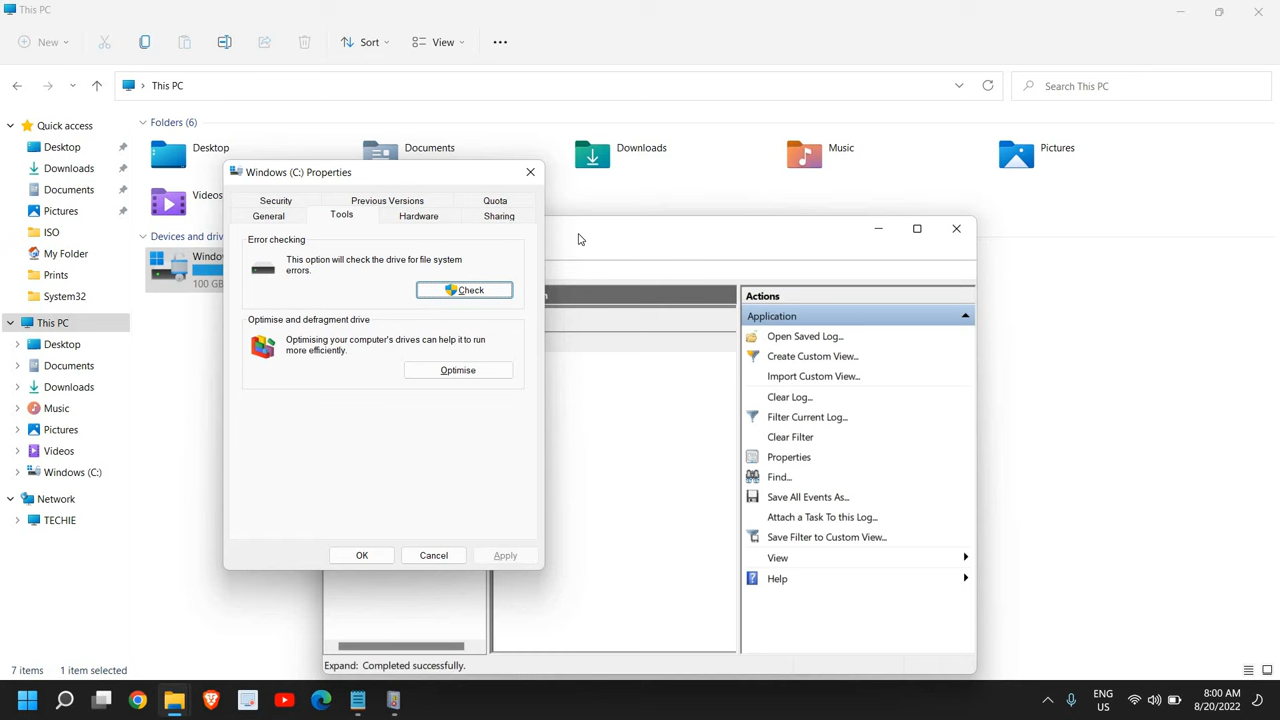 This PC
New
Sort
View
This PC
Search This PC
Quick access
Desktop
Downloads
Documents
Pictures
ISO
My Folder
Prints
System32
This PC
Desktop
Documents
Downloads
Music
Pictures
Videos
Windows (C:)
Network
TECHIE
Folders (6)
Desktop
Documents
Downloads
Music
Pictures
Videos
Devices and driv
Window
100 GB
Windows (C:) Properties
Security
Previous Versions
Quota
General
Tools
Hardware
Sharing
Error checking
This option will check the drive for file system
errors.
Check
Optimise and defragment drive
Optimising your computer's drives can help it to run
more efficiently.
Optimise
OK
Cancel
Apply
Actions
Application
Open Saved Log...
Create Custom View...
Import Custom View...
Clear Log...
Filter Current Log...
Clear Filter
Properties
Find...
Save All Events As...
Attach a Task To this Log...
Save Filter to Custom View...
View
Help
Expand: Completed successfully.
7 items
1 item selected
ENG
US
8:00 AM
8/20/2022